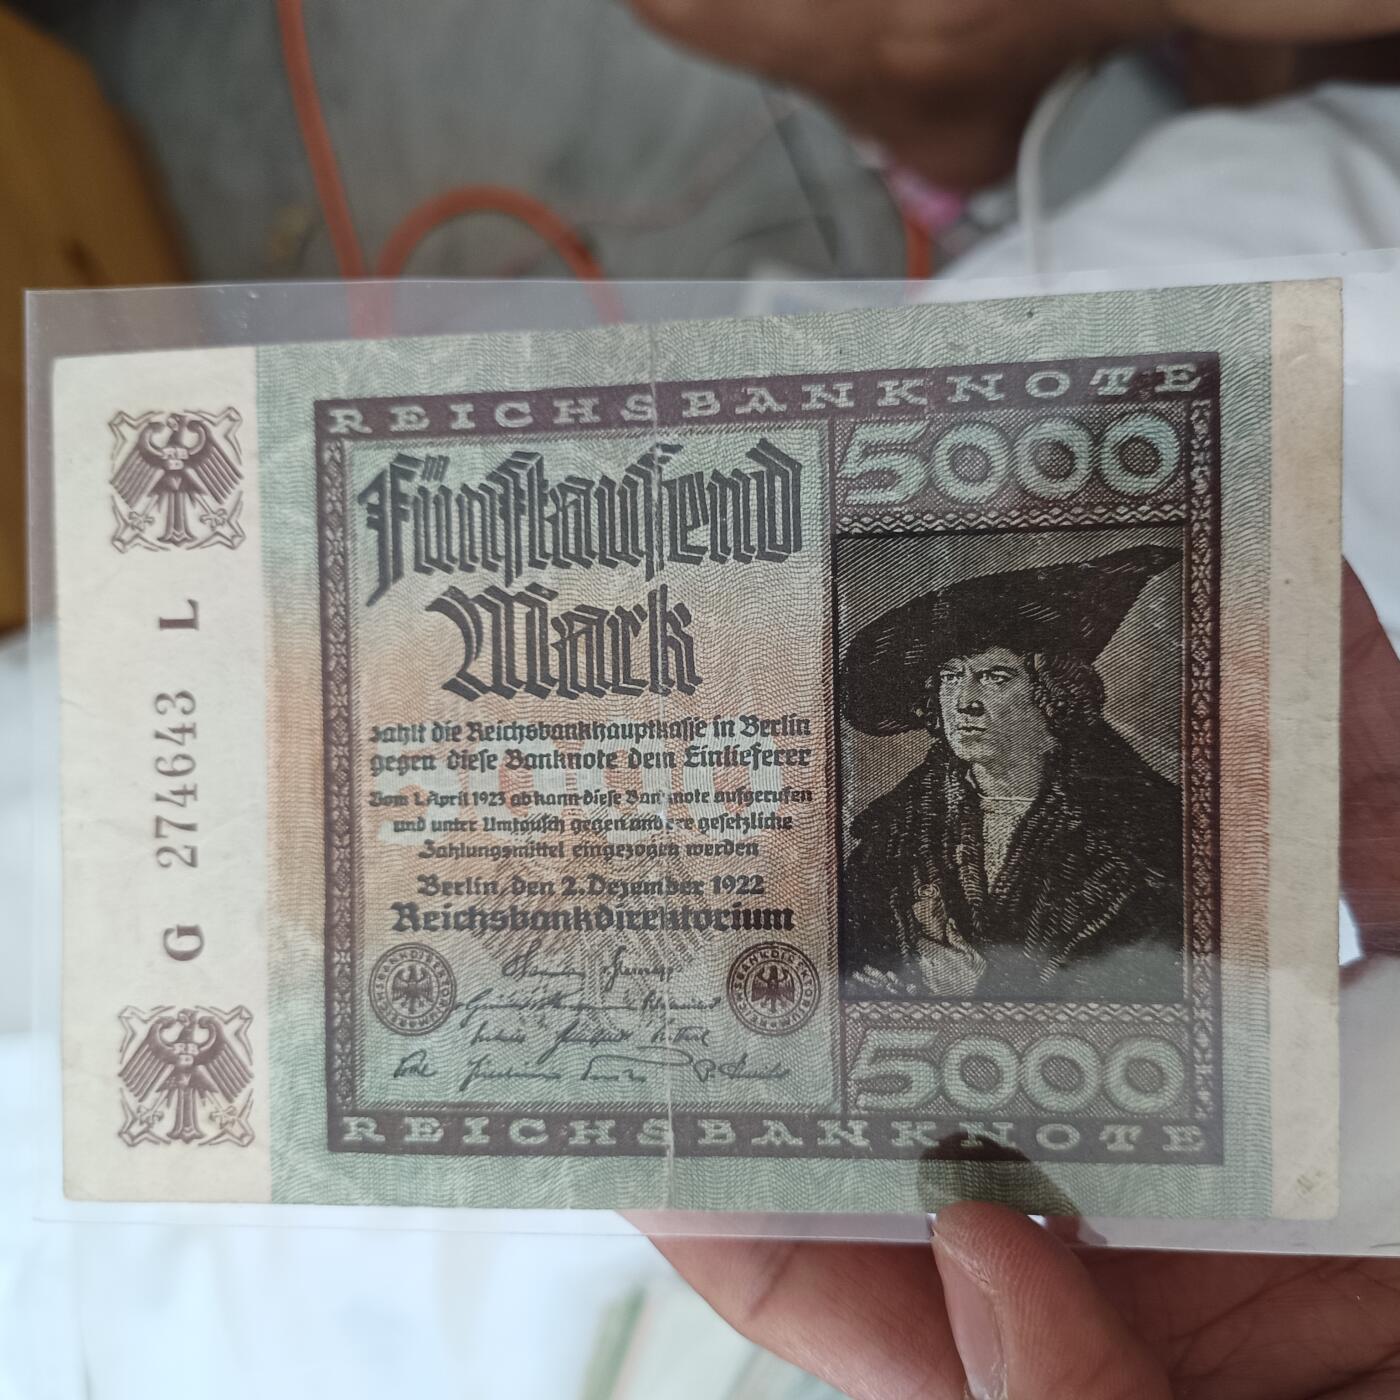 REICHSBANKNOTE
Fünftausend
Mark
5000
zahlt die Reichsbankhauptkasse in Berlin
gegen diese Banknote dem Einlieferer
Vom 1. April 1923 ab kann diese Banknote aufgerufen
und unter Umtausch gegen andere gesetzliche
Zahlungsmittel eingezogen werden
Berlin, den 2. Dezember 1922
Reichsbankdirektorium
5000
REICHSBANKNOTE
G 274643 L